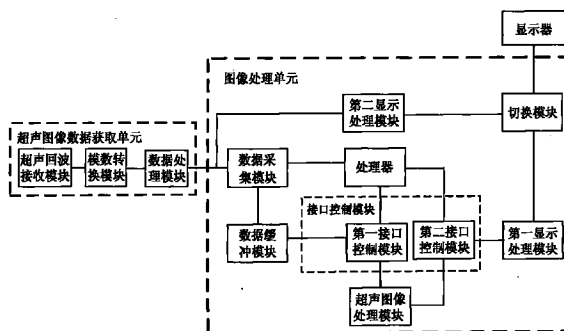 显示器
图像处理单元
第二显示
处理模块
切换模块
超声图像数据获取单元
超声回波
接收模块
模数转
换模块
数据处
理模块
数据采
集模块
处理器
接口控制模块
数据缓
冲模块
第一接口
控制模块
第二接口
控制模块
第一显示
处理模块
超声图像
处理模块